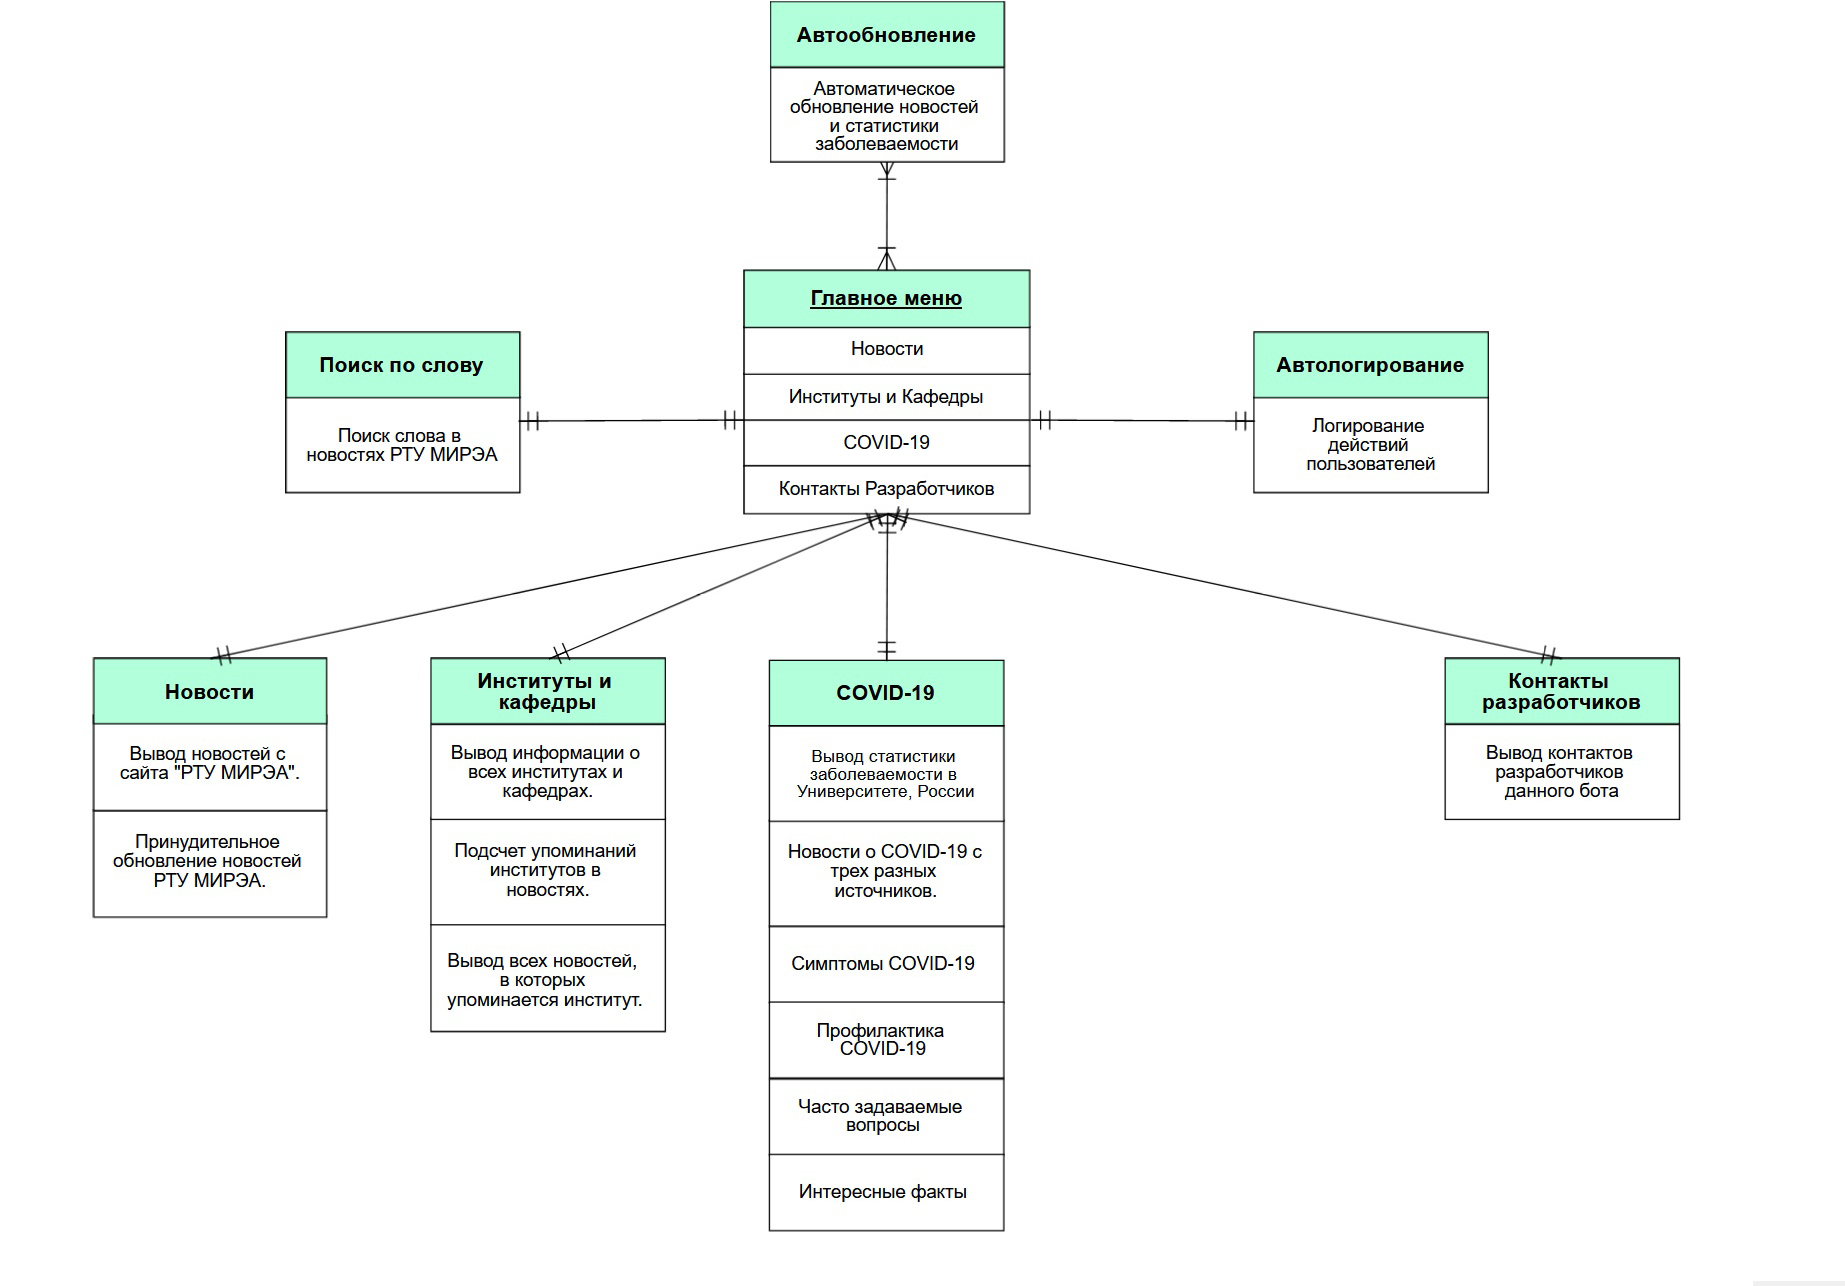 Автообновление
Автоматическое
обновление новостей
и статистики
заболеваемости
Главное меню
Новости
Институты и Кафедры
COVID-19
Контакты Разработчиков
Поиск по слову
Поиск слова в
новостях РТУ МИРЭА
Автологирование
Логирование
действий
пользователей
Новости
Вывод новостей с
сайта "РТУ МИРЭА".
Принудительное
обновление новостей
РТУ МИРЭА.
Институты и
кафедры
Вывод информации о
всех институтах и
кафедрах.
Подсчет упоминаний
институтов в
новостях.
Вывод всех новостей,
в которых
упоминается институт.
COVID-19
Вывод статистики
заболеваемости в
Университете, России
Новости о COVID-19 с
трех разных
источников.
Симптомы COVID-19
Профилактика
COVID-19
Часто задаваемые
вопросы
Интересные факты
Контакты
разработчиков
Вывод контактов
разработчиков
данного бота